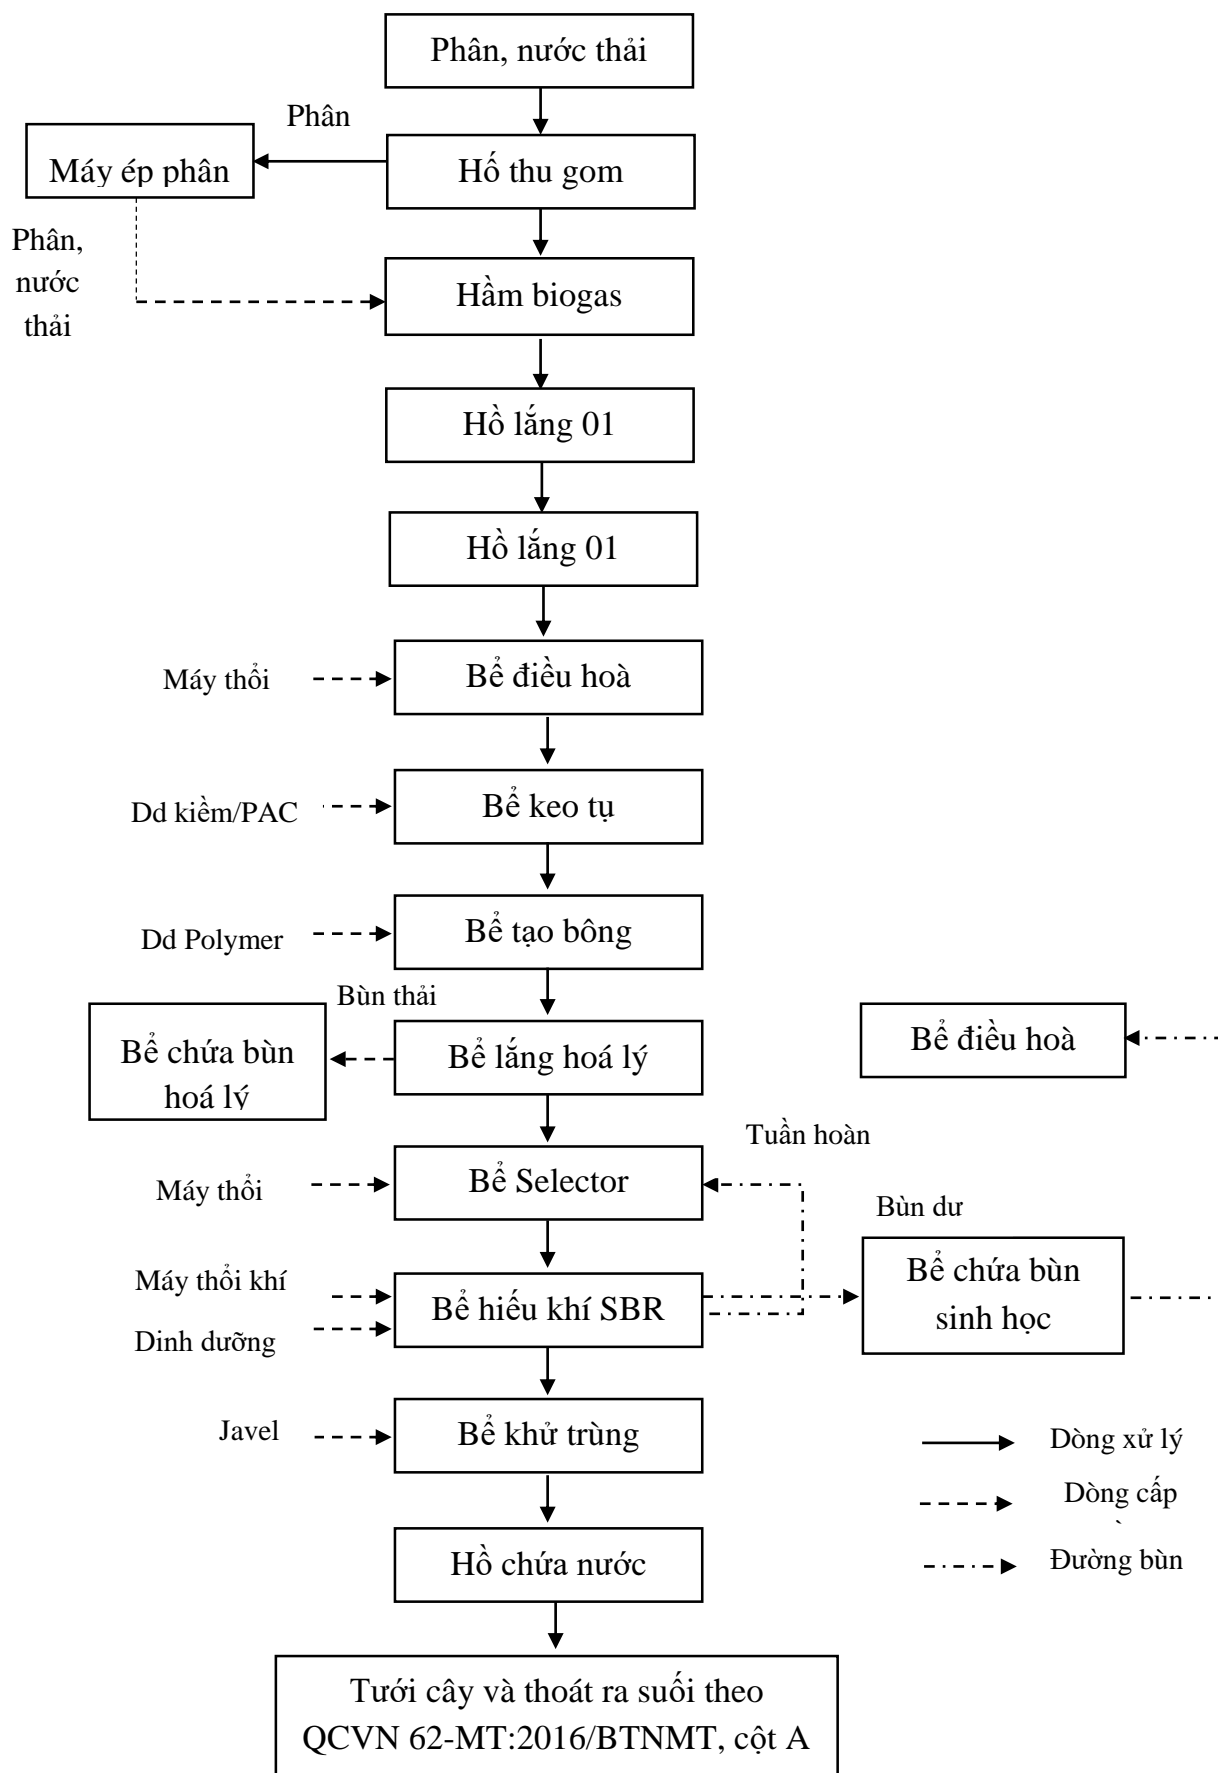 Phân, nước thải
Phân
Máy ép phân
Hố thu gom
Phân,
nước
thải
Hầm biogas
Hồ lắng 01
Hồ lắng 01
Máy thổi
Bể điều hoà
Dd kiềm/PAC
Bể keo tụ
Dd Polymer
Bể tạo bông
Bùn thải
Bể chứa bùn
hoá lý
Bể lắng hoá lý
Bể điều hoà
Tuần hoàn
Máy thổi
Bể Selector
Bùn dư
Máy thổi khí
Dinh dưỡng
Bể hiếu khí SBR
Bể chứa bùn
sinh học
Javel
Bể khử trùng
Dòng xử lý
Dòng cấp
Đường bùn
Hồ chứa nước
Tưới cây và thoát ra suối theo
QCVN 62-MT:2016/BTNMT, cột A